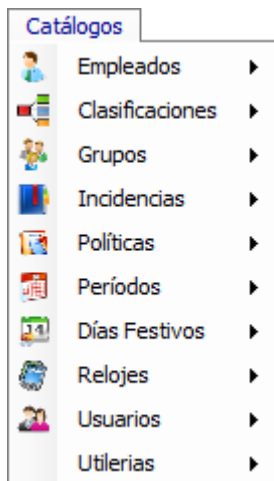 Catálogos
Empleados
Clasificaciones
Grupos
Incidencias
Políticas
Períodos
Días Festivos
Relojes
Usuarios
Utilerias